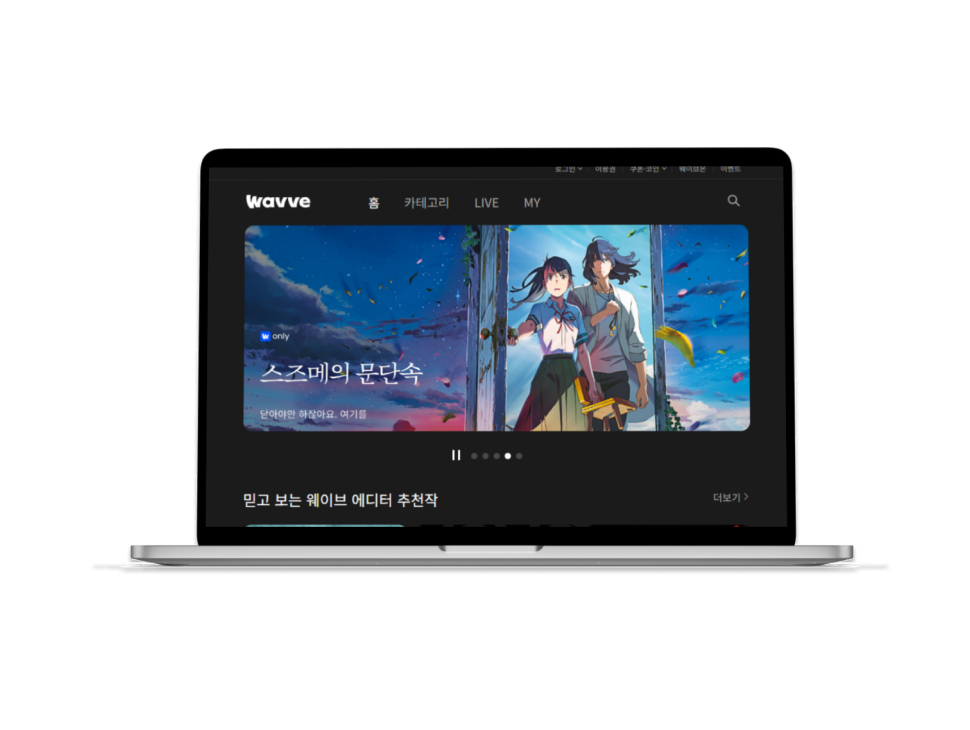 로그인 이용권 쿠폰·코인 웨이브온 이벤트
wavve 홈 카테고리 LIVE MY
w only
스즈메의 문단속
닫아야만 하잖아요. 여기를
믿고 보는 웨이브 에디터 추천작 더보기